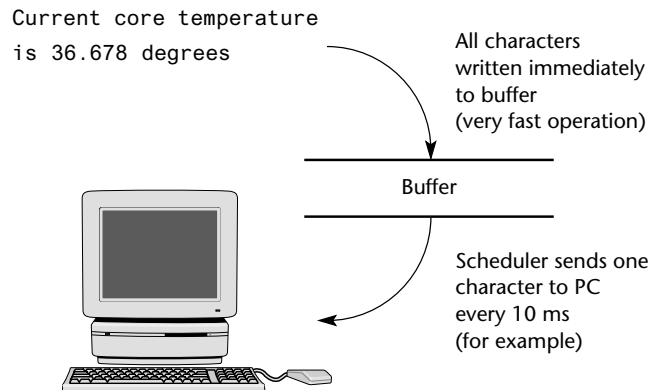 Current core temperature
is 36.678 degrees
All characters
written immediately
to buffer
(very fast operation)
Buffer
Scheduler sends one
character to PC
every 10 ms
(for example)